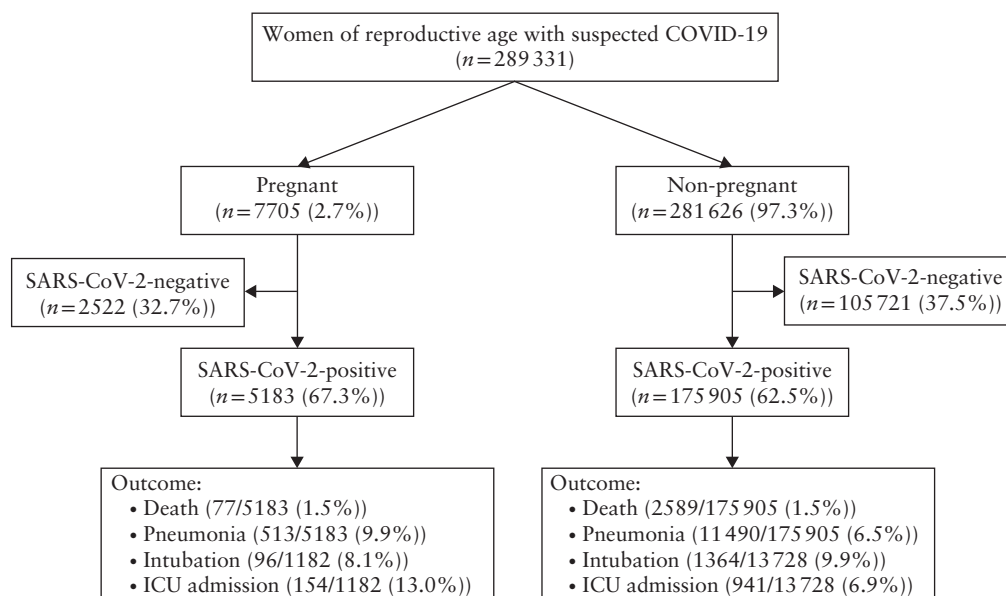 Women of reproductive age with suspected COVID-19
(n=289 331)
Pregnant
(n=7705 (2.7%))
Non-pregnant
(n=281 626 (97.3%))
SARS-CoV-2-negative
(n=2522 (32.7%))
SARS-CoV-2-negative
(n=105 721 (37.5%))
SARS-CoV-2-positive
(n=5183 (67.3%))
SARS-CoV-2-positive
(n=175 905 (62.5%))
Outcome:
• Death (77/5183 (1.5%))
• Pneumonia (513/5183 (9.9%))
• Intubation (96/1182 (8.1%))
• ICU admission (154/1182 (13.0%))
Outcome:
• Death (2589/175 905 (1.5%))
• Pneumonia (11 490/175 905 (6.5%))
• Intubation (1364/13 728 (9.9%))
• ICU admission (941/13 728 (6.9%))